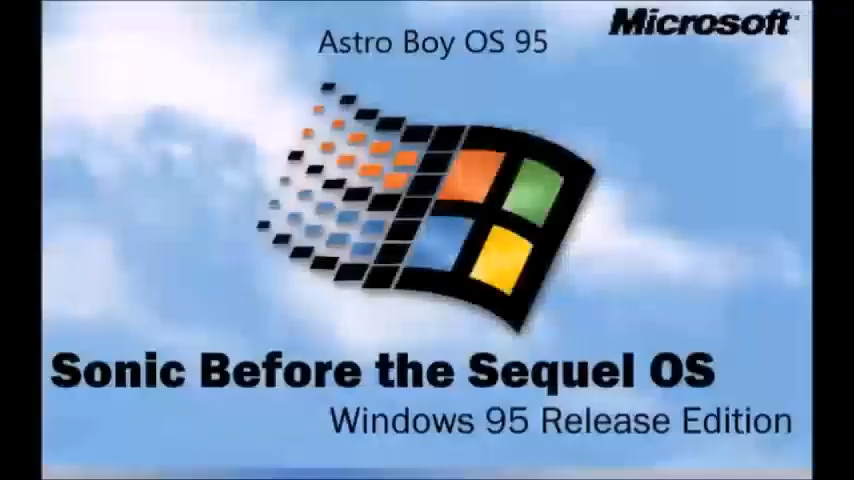 Microsoft
Astro Boy OS 95
Sonic Before the Sequel OS
Windows 95 Release Edition